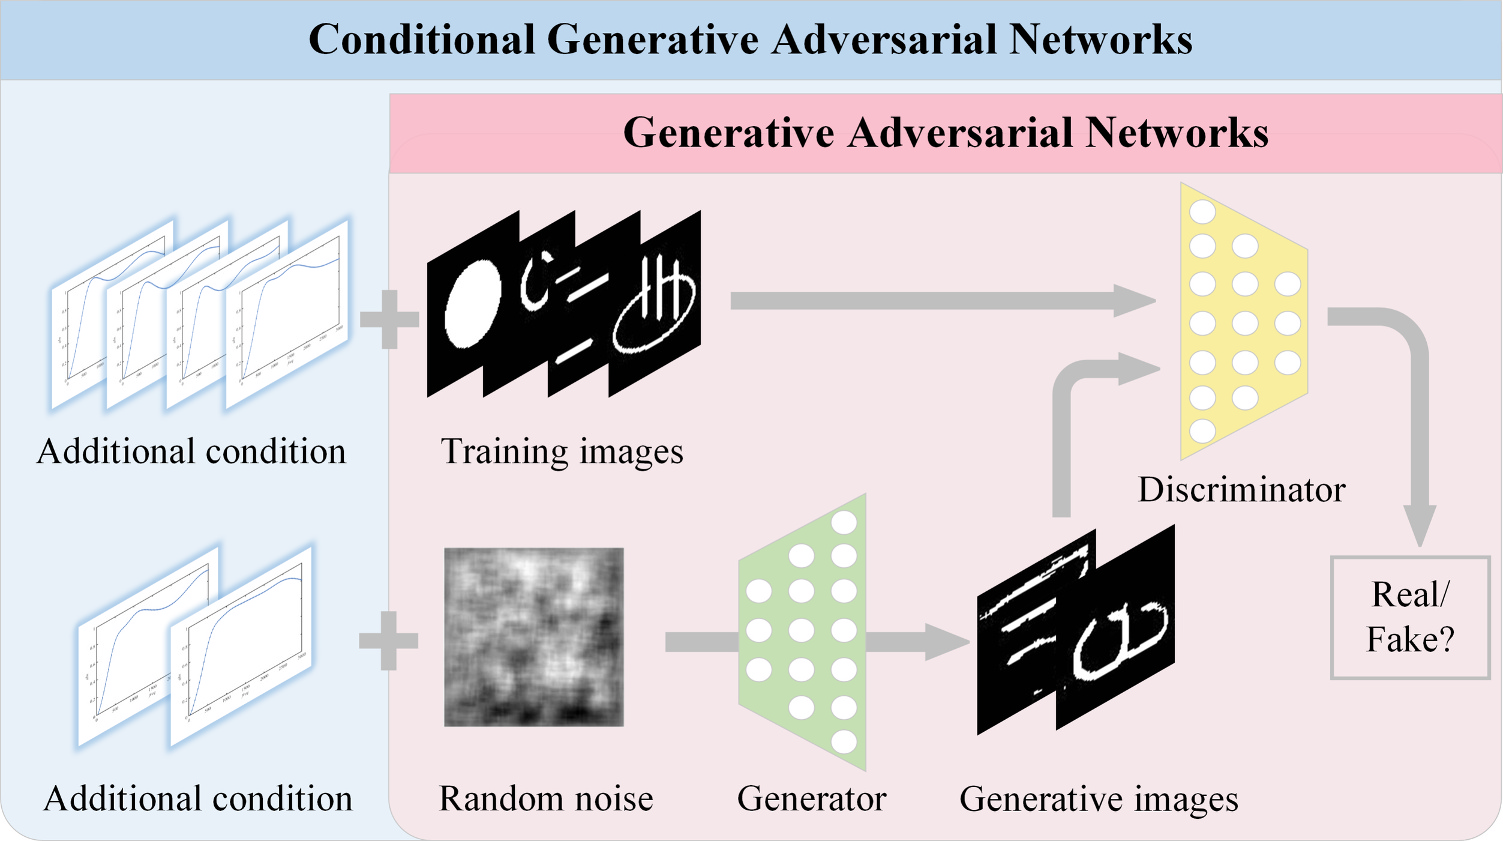 Conditional Generative Adversarial Networks
Generative Adversarial Networks
Additional condition
Training images
Discriminator
Real/
Fake?
Additional condition
Random noise
Generator
Generative images